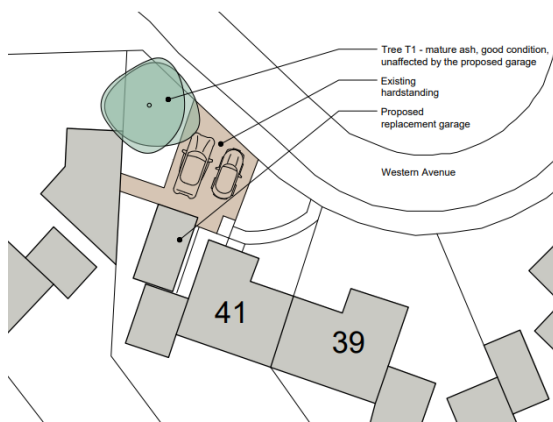 Tree T1 - mature ash, good condition,
unaffected by the proposed garage
Existing
hardstanding
Proposed
replacement garage
Western Avenue
41
39